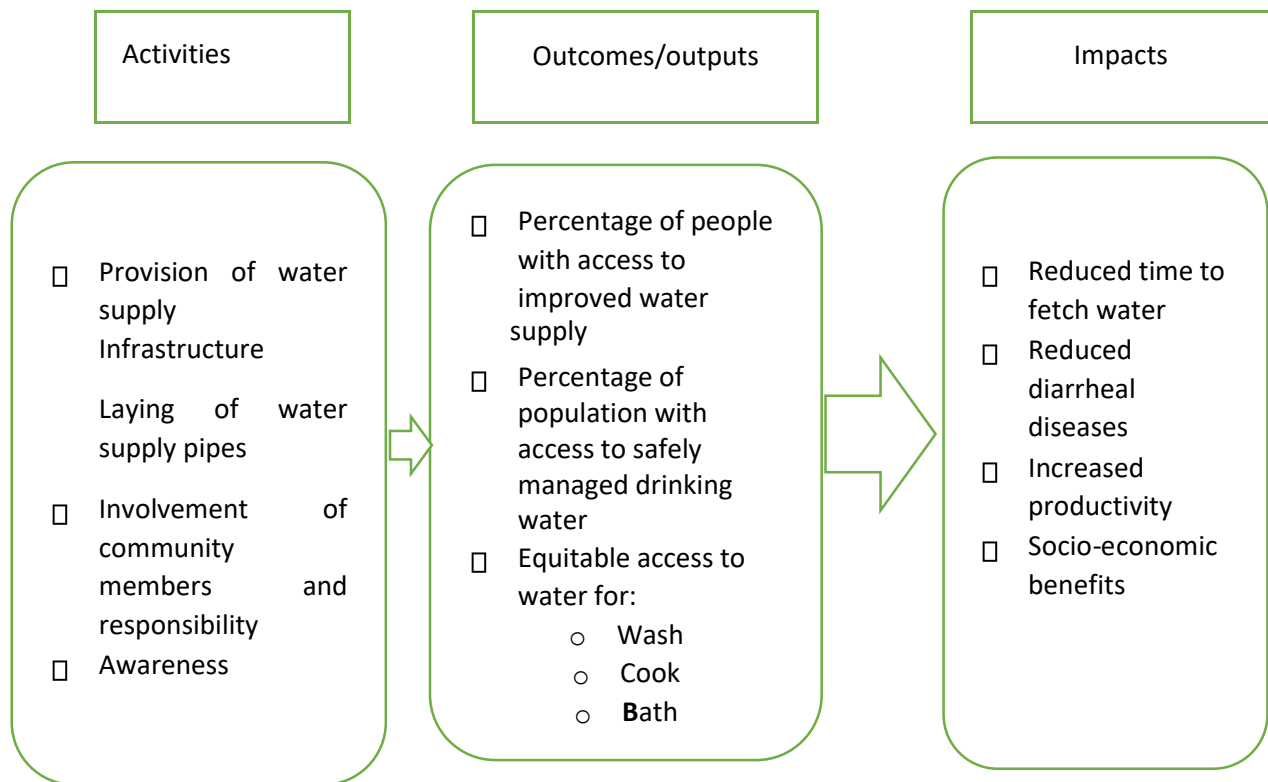 Activities
Outcomes/outputs
Impacts
Provision of water
supply
Infrastructure
Laying of water
supply pipes
Involvement of
community
members and
responsibility
Awareness
Percentage of people
with access to
improved water
supply
Percentage of
population with
access to safely
managed drinking
water
Equitable access to
water for:
Wash
Cook
Bath
Reduced time to
fetch water
Reduced
diarrheal
diseases
Increased
productivity
Socio-economic
benefits